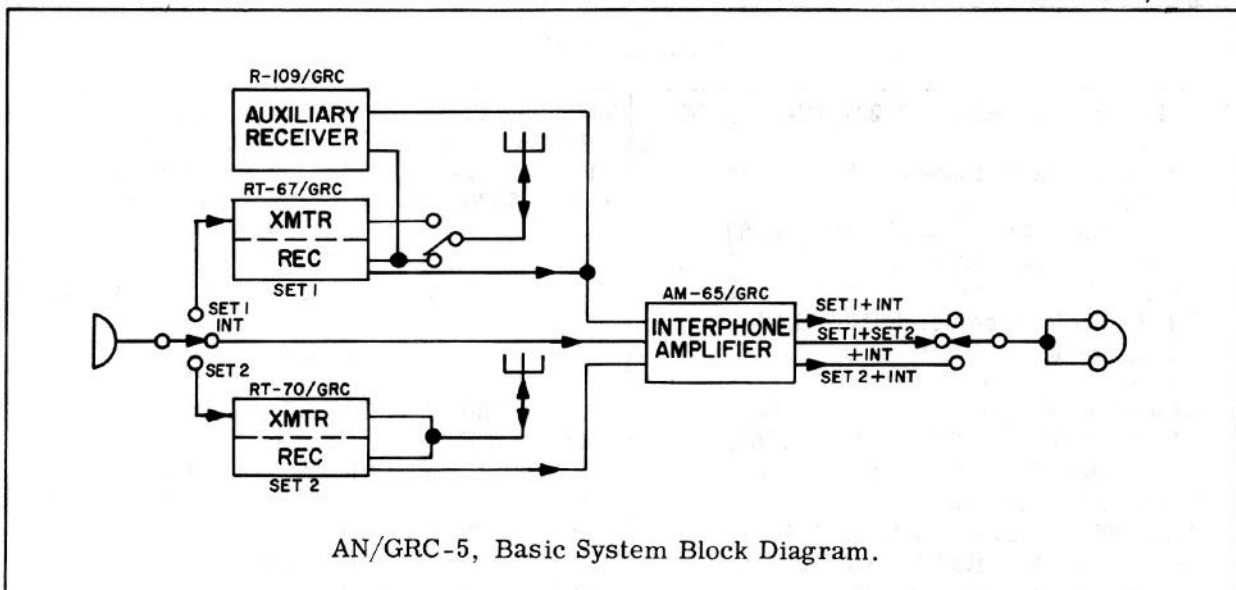 R-109/GRC
AUXILIARY
RECEIVER
RT-67/GRC
XMTR
REC
SET 1
SET 1
INT
SET 2
RT-70/GRC
XMTR
REC
SET 2
AM-65/GRC
INTERPHONE
AMPLIFIER
SET 1+INT
SET 1+SET 2
+INT
SET 2+INT
AN/GRC-5, Basic System Block Diagram.